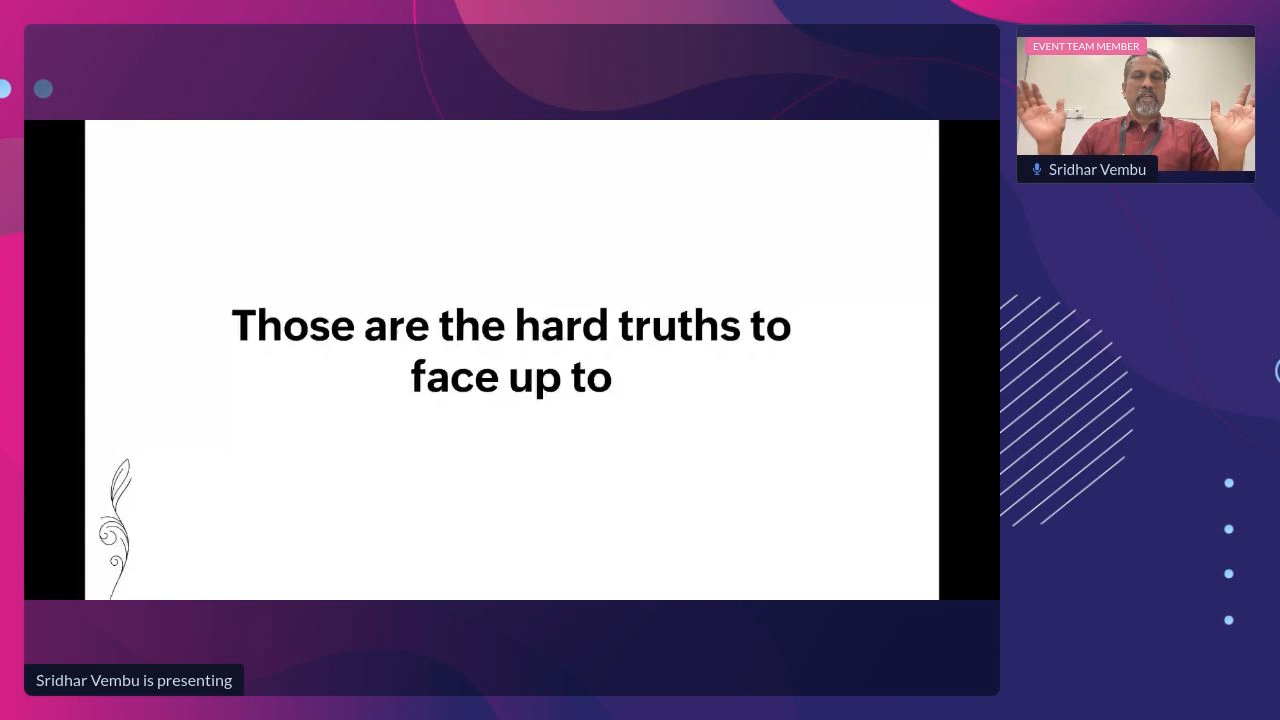 EVENT TEAM MEMBER
Sridhar Vembu
Those are the hard truths to
face up to
Sridhar Vembu is presenting